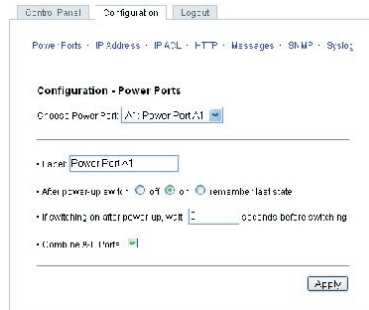 Control Panel Configuration Logout
Power Ports · IP Address · IP ACL · HTTP · Messages · SNMP · Syslog
Configuration - Power Ports
Choose Power Port: A1: Power Port A1
• Label: Power Port A1
• After power-up switch off on remember last state
• If switching on after power up, wait 0 seconds before switching
• Combine A&B Ports
Apply